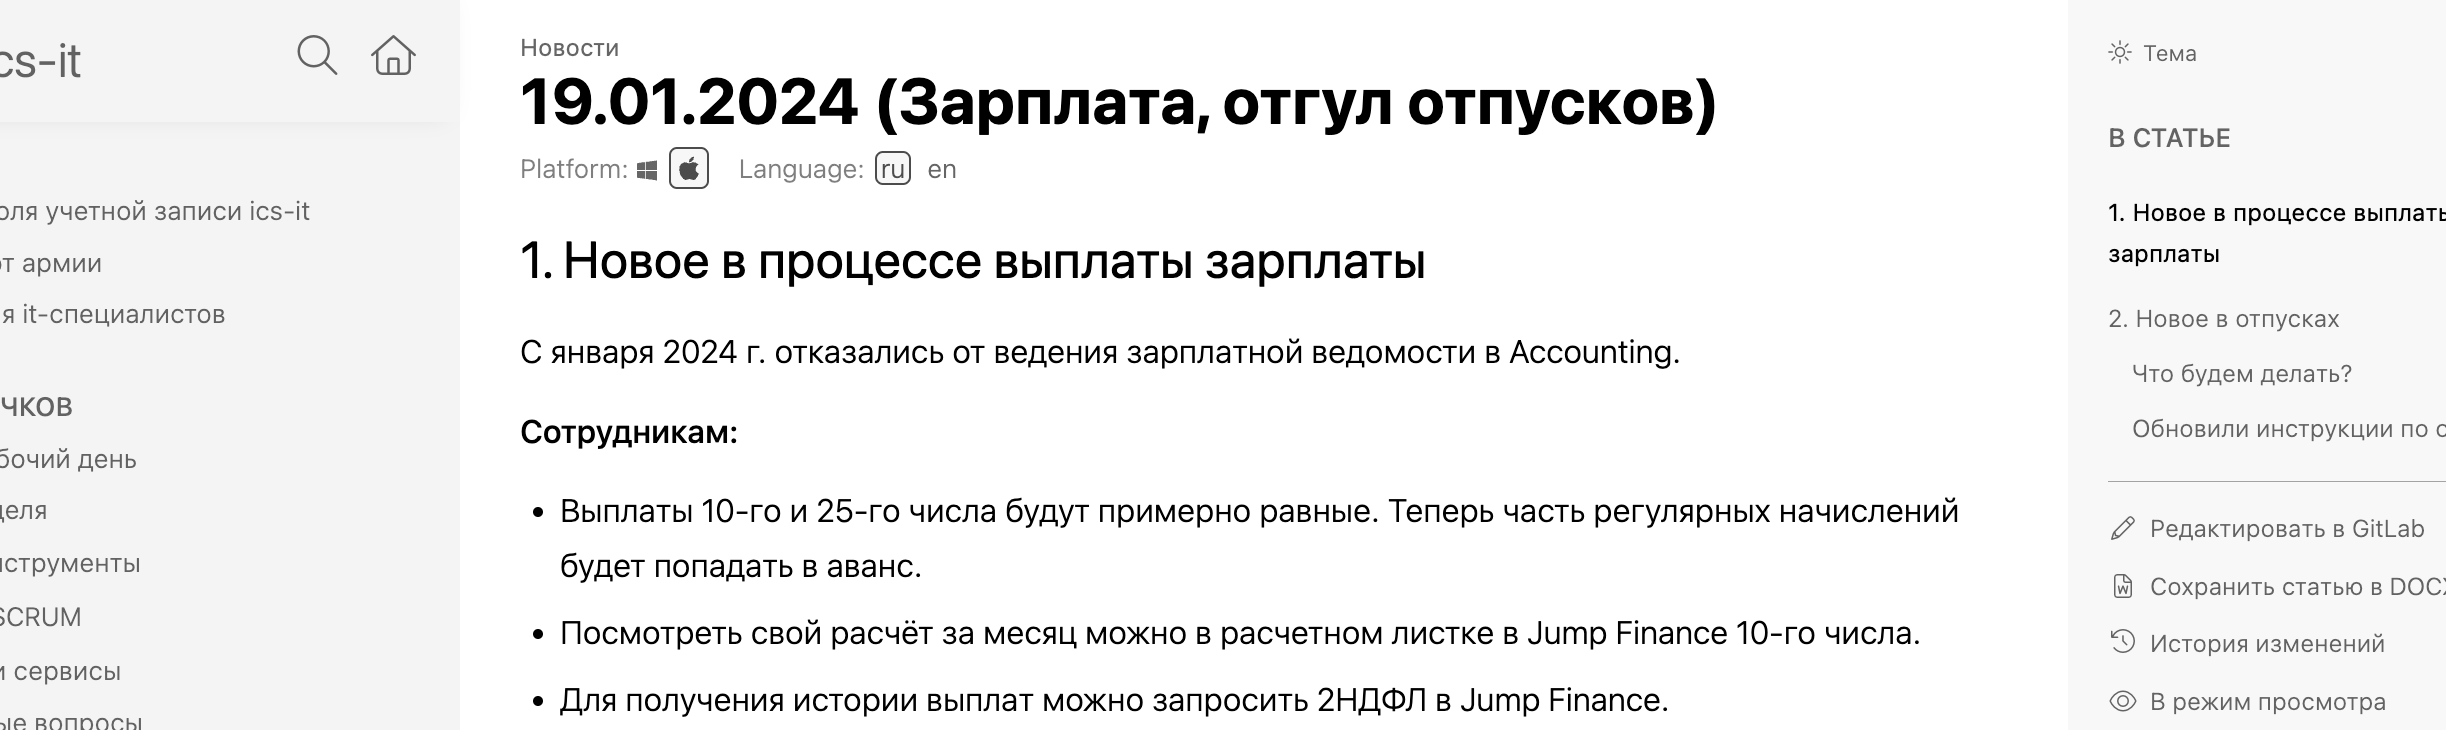 cs-it
оля учетной записи ics-it
от армии
я it-специалистов
чков
бочий день
деля
струменты
SCRUM
и сервисы
ые вопросы
Новости
19.01.2024 (Зарплата, отгул отпусков)
Platform: Language: ru en
1. Новое в процессе выплаты зарплаты
С января 2024 г. отказались от ведения зарплатной ведомости в Accounting.
Сотрудникам:
• Выплаты 10-го и 25-го числа будут примерно равные. Теперь часть регулярных начислений
будет попадать в аванс.
• Посмотреть свой расчёт за месяц можно в расчетном листке в Jump Finance 10-го числа.
• Для получения истории выплат можно запросить 2НДФЛ в Jump Finance.
Тема
В СТАТЬЕ
1. Новое в процессе выплаты
зарплаты
2. Новое в отпусках
Что будем делать?
Обновили инструкции по о
Редактировать в GitLab
Сохранить статью в DOCX
История изменений
В режим просмотра